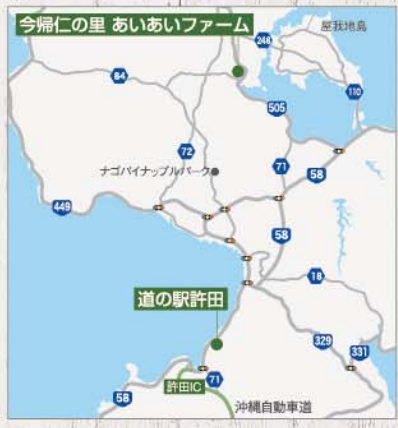 今帰仁の里 あいあいファーム
248
屋我地島
84
110
505
72
71
ナゴパイナップルパーク
58
449
58
18
道の駅許田
329
331
許田IC
71
58
沖縄自動車道